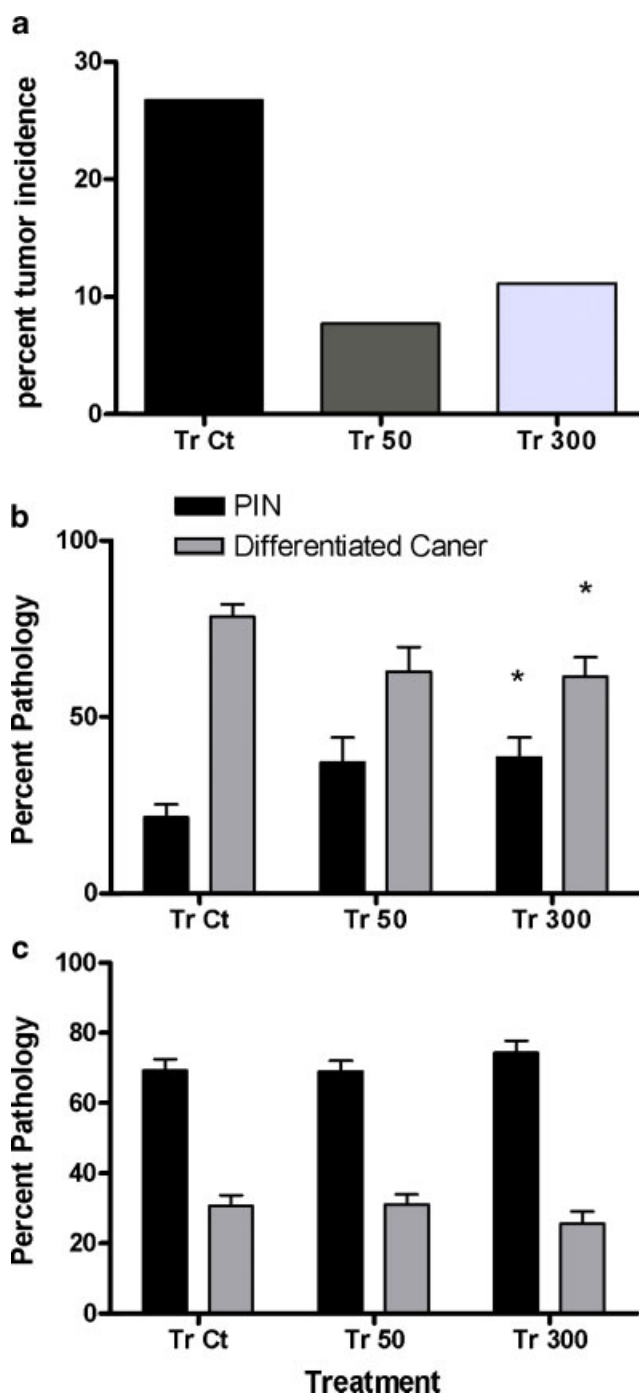 a
percent tumor incidence
30
20
10
0
Tr Ct Tr 50 Tr 300
b
PIN
Differentiated Caner
Percent Pathology
100
50
0
*
*
Tr Ct Tr 50 Tr 300
c
Percent Pathology
100
80
60
40
20
0
Tr Ct Tr 50 Tr 300
Treatment